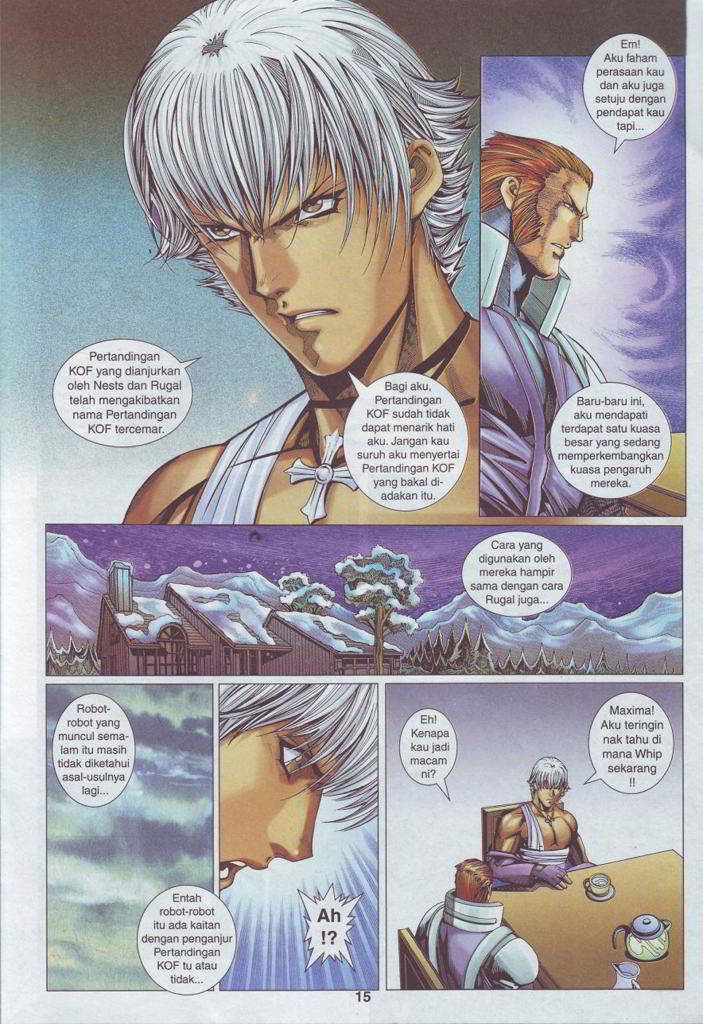 Pertandingan
KOF yang dianjurkan
oleh Nests dan Rugal
telah mengakibatkan
nama Pertandingan
KOF tercemar.
Bagi aku,
Pertandingan
KOF sudah tidak
dapat menarik hati
aku. Jangan kau
suruh aku menyertai
Pertandingan KOF
yang bakal di-
adakan itu.
Em!
Aku faham
perasaan kau
dan aku juga
setuju dengan
pendapat kau
tapi...
Baru-baru ini,
aku mendapati
terdapat satu kuasa
besar yang sedang
memperkembangkan
kuasa pengaruh
mereka.
Cara yang
digunakan oleh
mereka hampir
sama dengan cara
Rugal juga...
Robot-
robot yang
muncul sema-
lam itu masih
tidak diketahui
asal-usulnya
lagi...
Entah
robot-robot
itu ada kaitan
dengan penganjur
Pertandingan
KOF tu atau
tidak...
Ah
!?
Eh!
Kenapa
kau jadi
macam
ni?
Maxima!
Aku teringin
nak tahu di
mana Whip
sekarang
!!
15